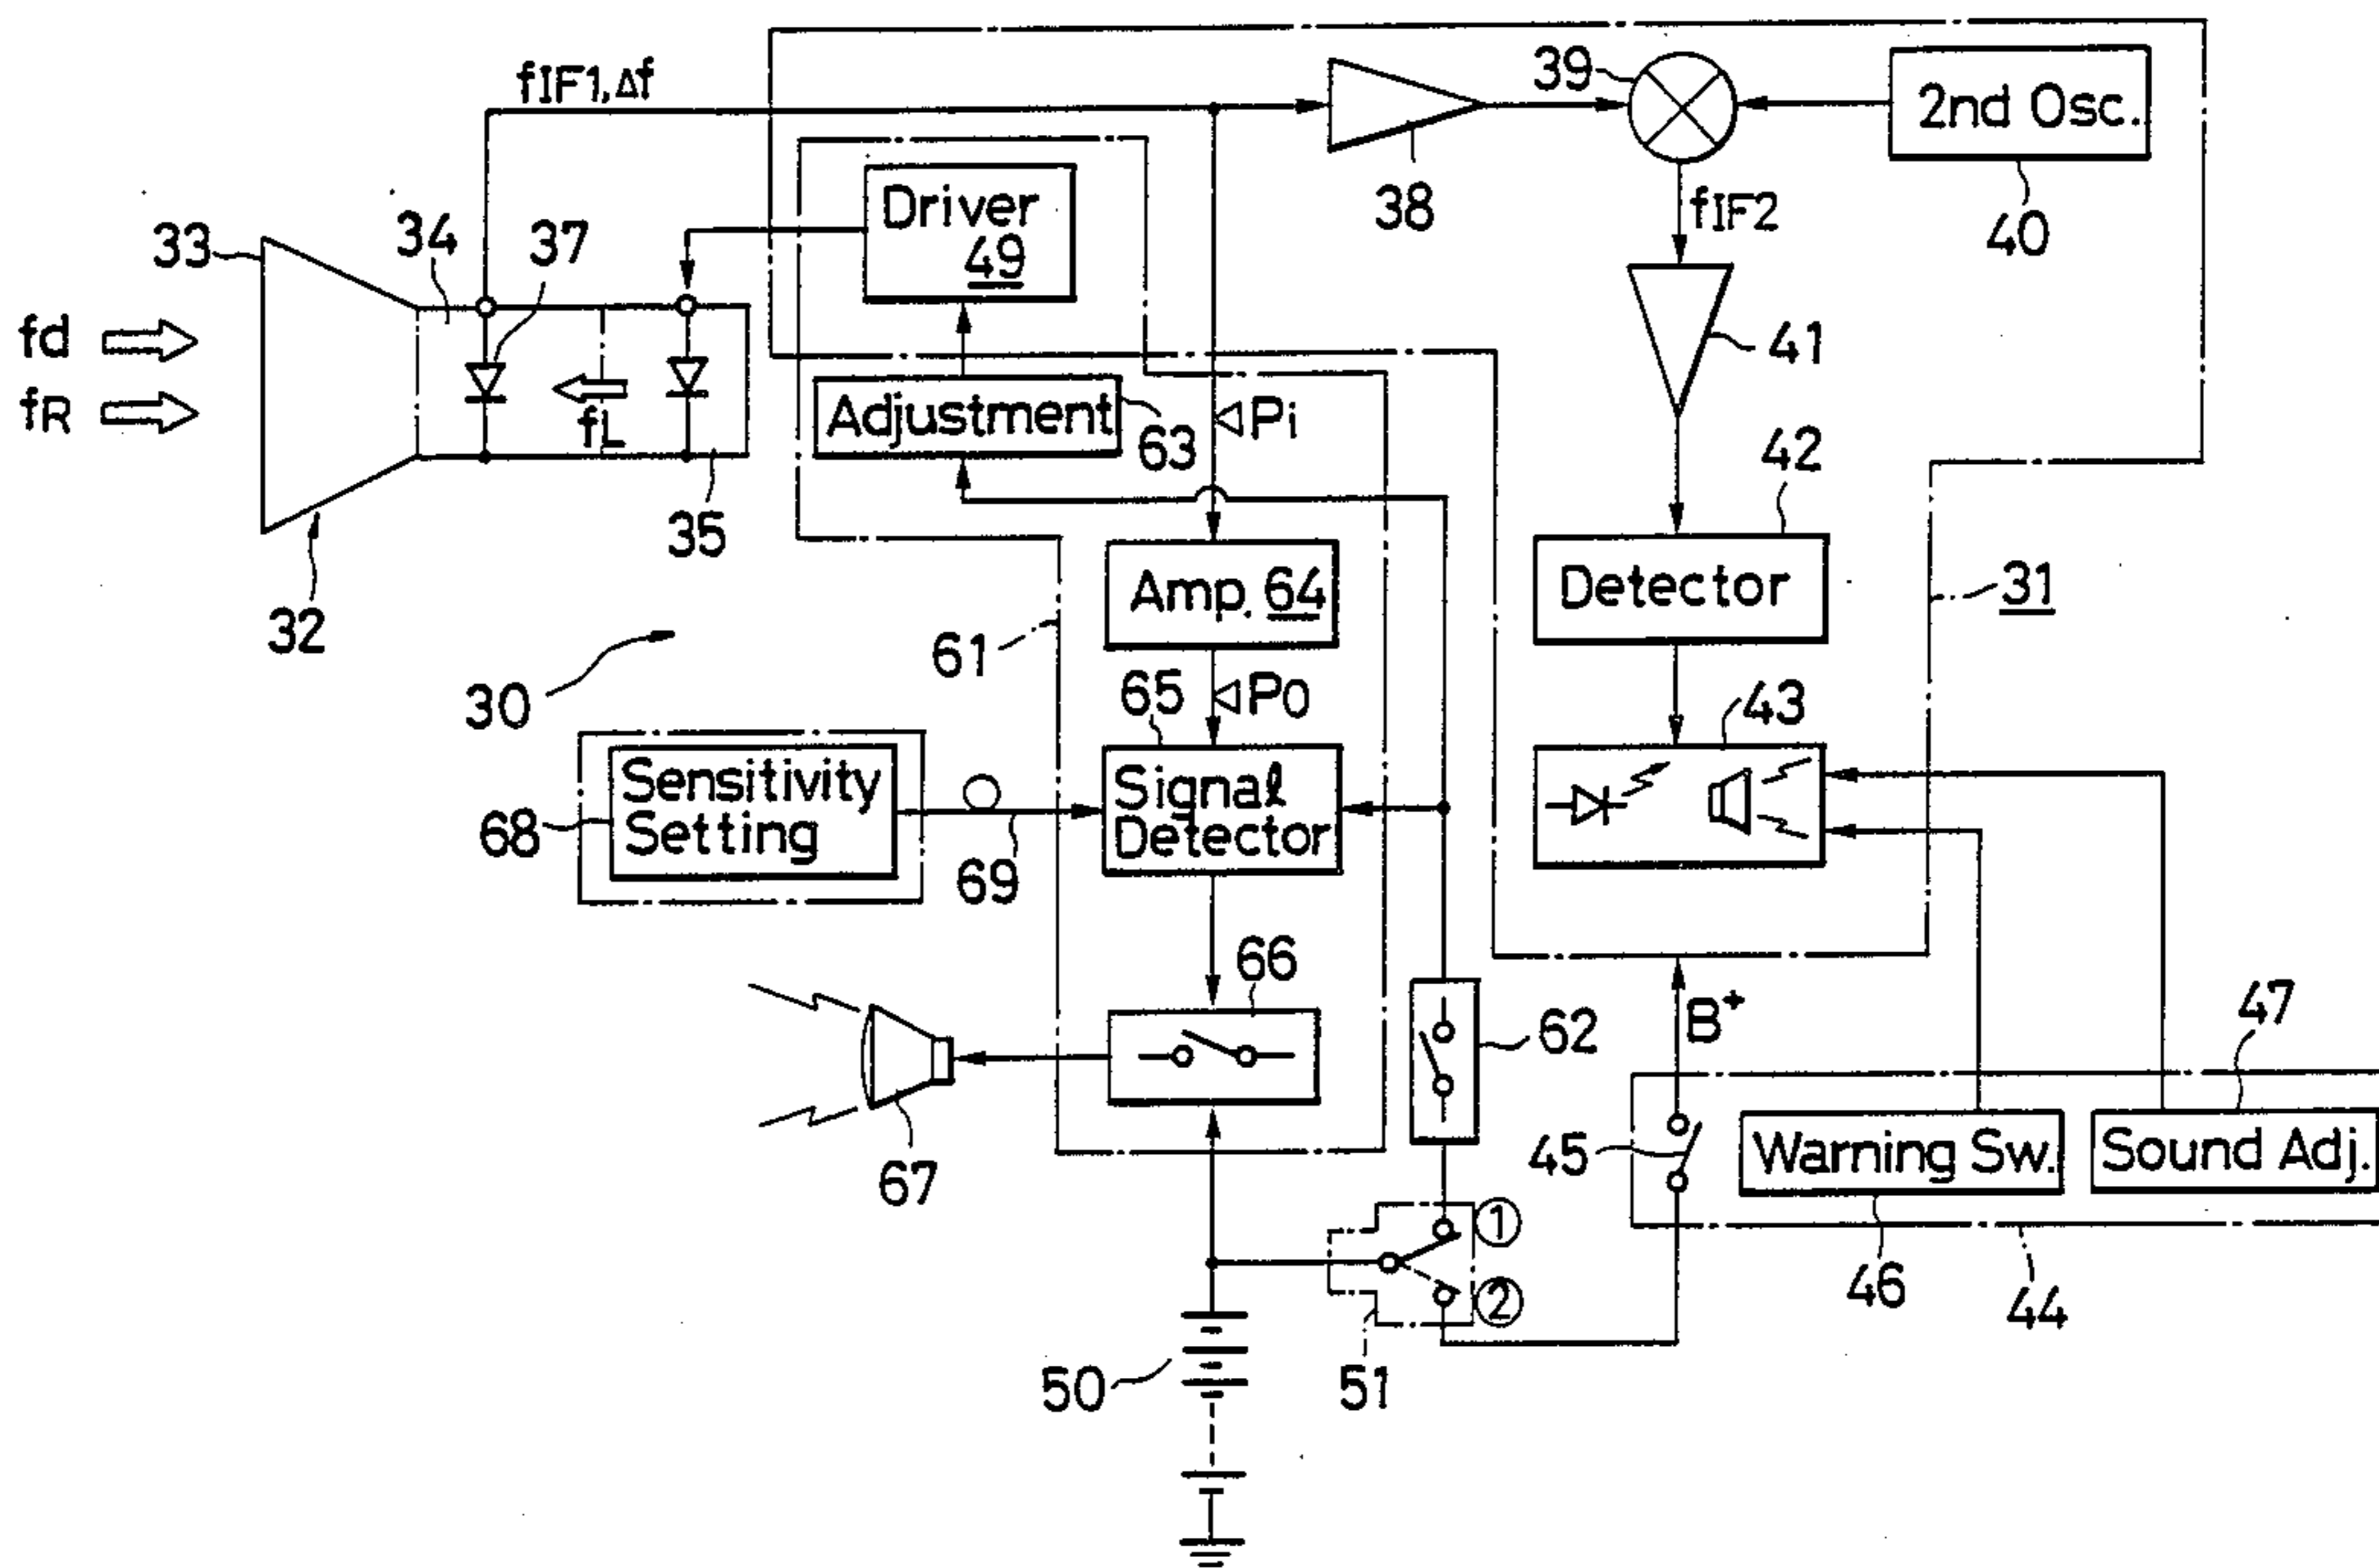 fIF1, Δf
39
2nd Osc.
38
40
fIF2
33
34
37
Driver
49
fd
fR
fL
41
Adjustment
63
Pi
42
35
32
Amp. 64
Detector
31
61
30
65
Po
43
Sensitivity
Setting
68
69
Signal
Detector
66
62
B+
47
67
45
Warning Sw.
Sound Adj.
①
②
46
44
50
51